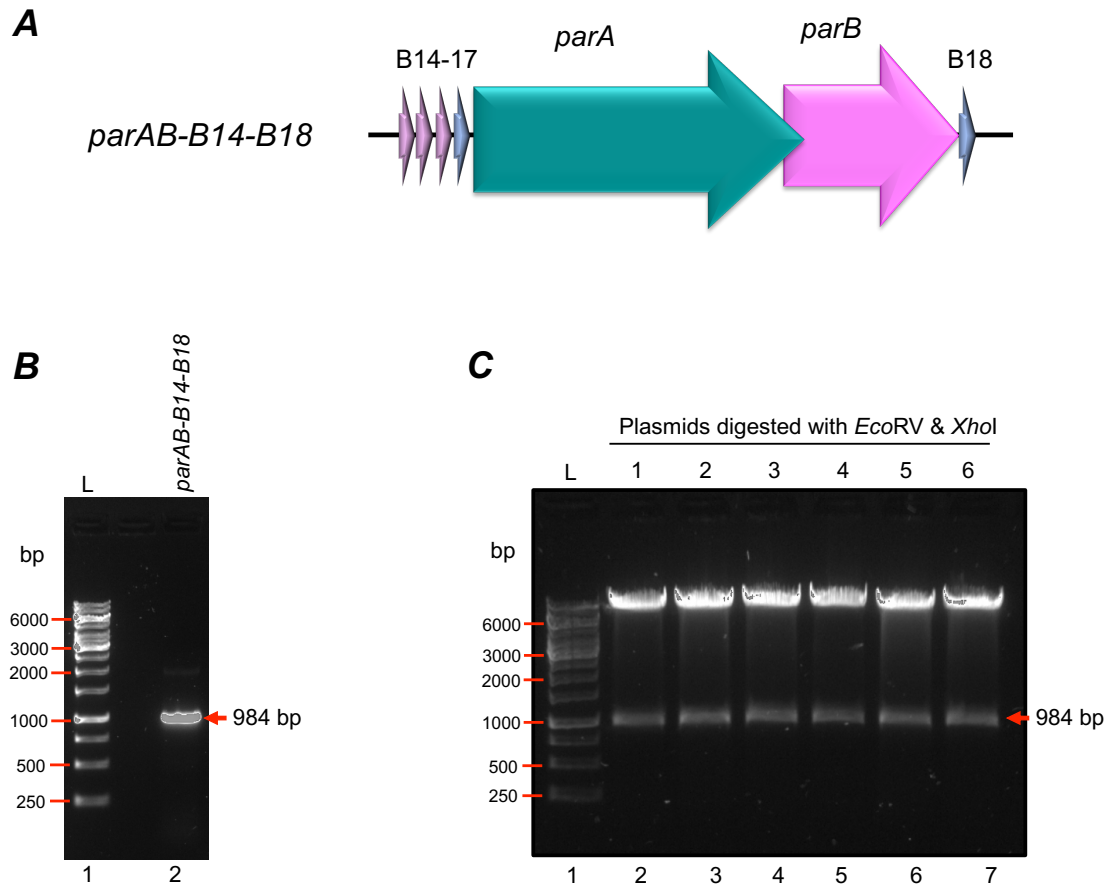 A
parA
parB
B14-17
B18
parAB-B14-B18
B
parAB-B14-B18
L
bp
6000
3000
2000
1000
984 bp
500
250
1 2
C
Plasmids digested with EcoRV & XhoI
L 1 2 3 4 5 6
bp
6000
3000
2000
1000
984 bp
500
250
1 2 3 4 5 6 7